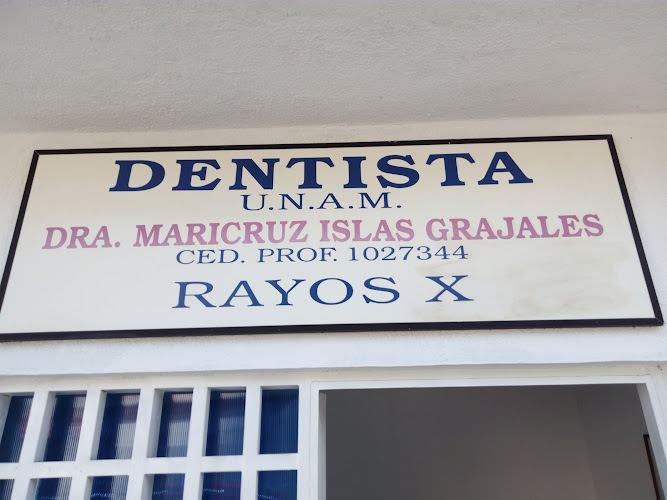 DENTISTA
U.N.A.M.
DRA. MARICRUZ ISLAS GRAJALES
CED. PROF. 1027344
RAYOS X